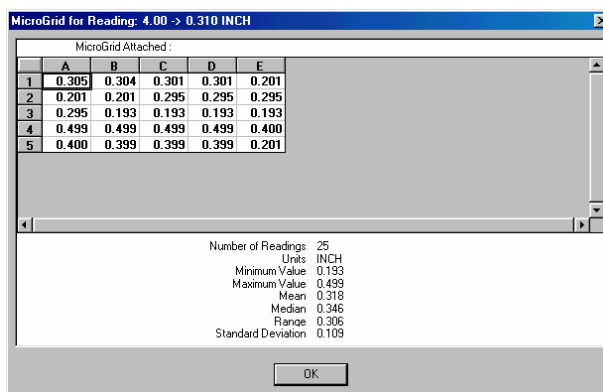 MicroGrid for Reading: 4.00 -> 0.310 INCH
MicroGrid Attached :
A B C D E
1 0.305 0.304 0.301 0.301 0.201
2 0.201 0.201 0.295 0.295 0.295
3 0.295 0.193 0.193 0.193 0.193
4 0.499 0.499 0.499 0.499 0.400
5 0.400 0.399 0.399 0.399 0.201
Number of Readings 25
Units INCH
Minimum Value 0.193
Maximum Value 0.499
Mean 0.318
Median 0.346
Range 0.306
Standard Deviation 0.109
OK